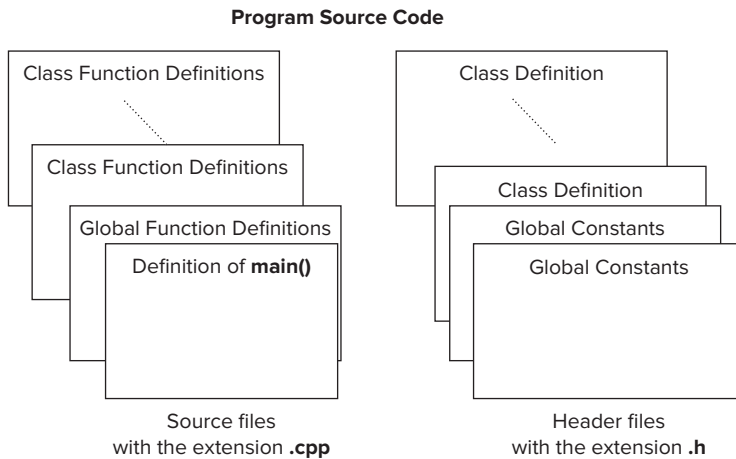 Program Source Code
Class Function Definitions
Class Function Definitions
Global Function Definitions
Definition of main()
Source files
with the extension .cpp
Class Definition
Class Definition
Global Constants
Global Constants
Header files
with the extension .h